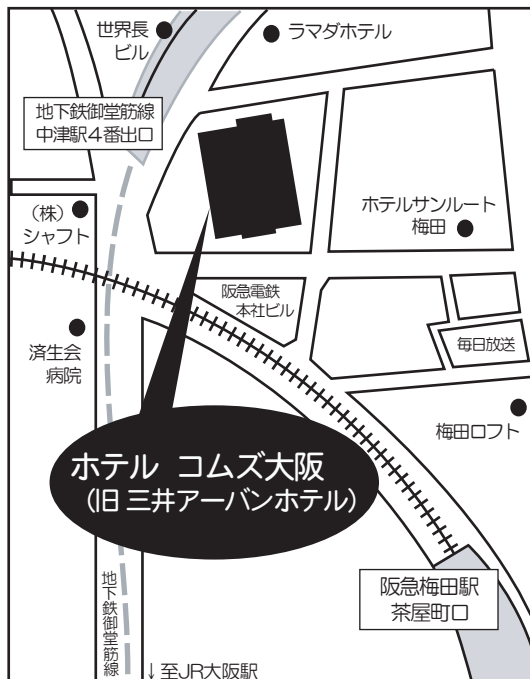 世界長
ビル
ラマダホテル
地下鉄御堂筋線
中津駅4番出口
(株)
シャフト
ホテルサンルート
梅田
阪急電鉄
本社ビル
毎日放送
済生会
病院
梅田ロフト
ホテル コムズ大阪
(旧 三井アーバンホテル)
阪急梅田駅
茶屋町口
地下鉄御堂筋線
↓至JR大阪駅